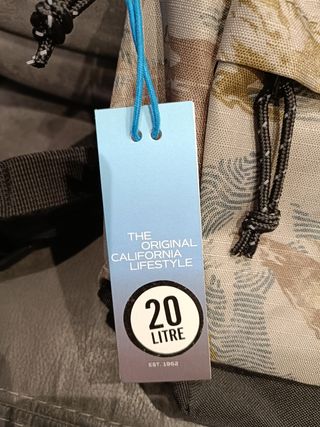 THE
ORIGINAL
CALIFORNIA
LIFESTYLE
20
LITRE
EST. 1962